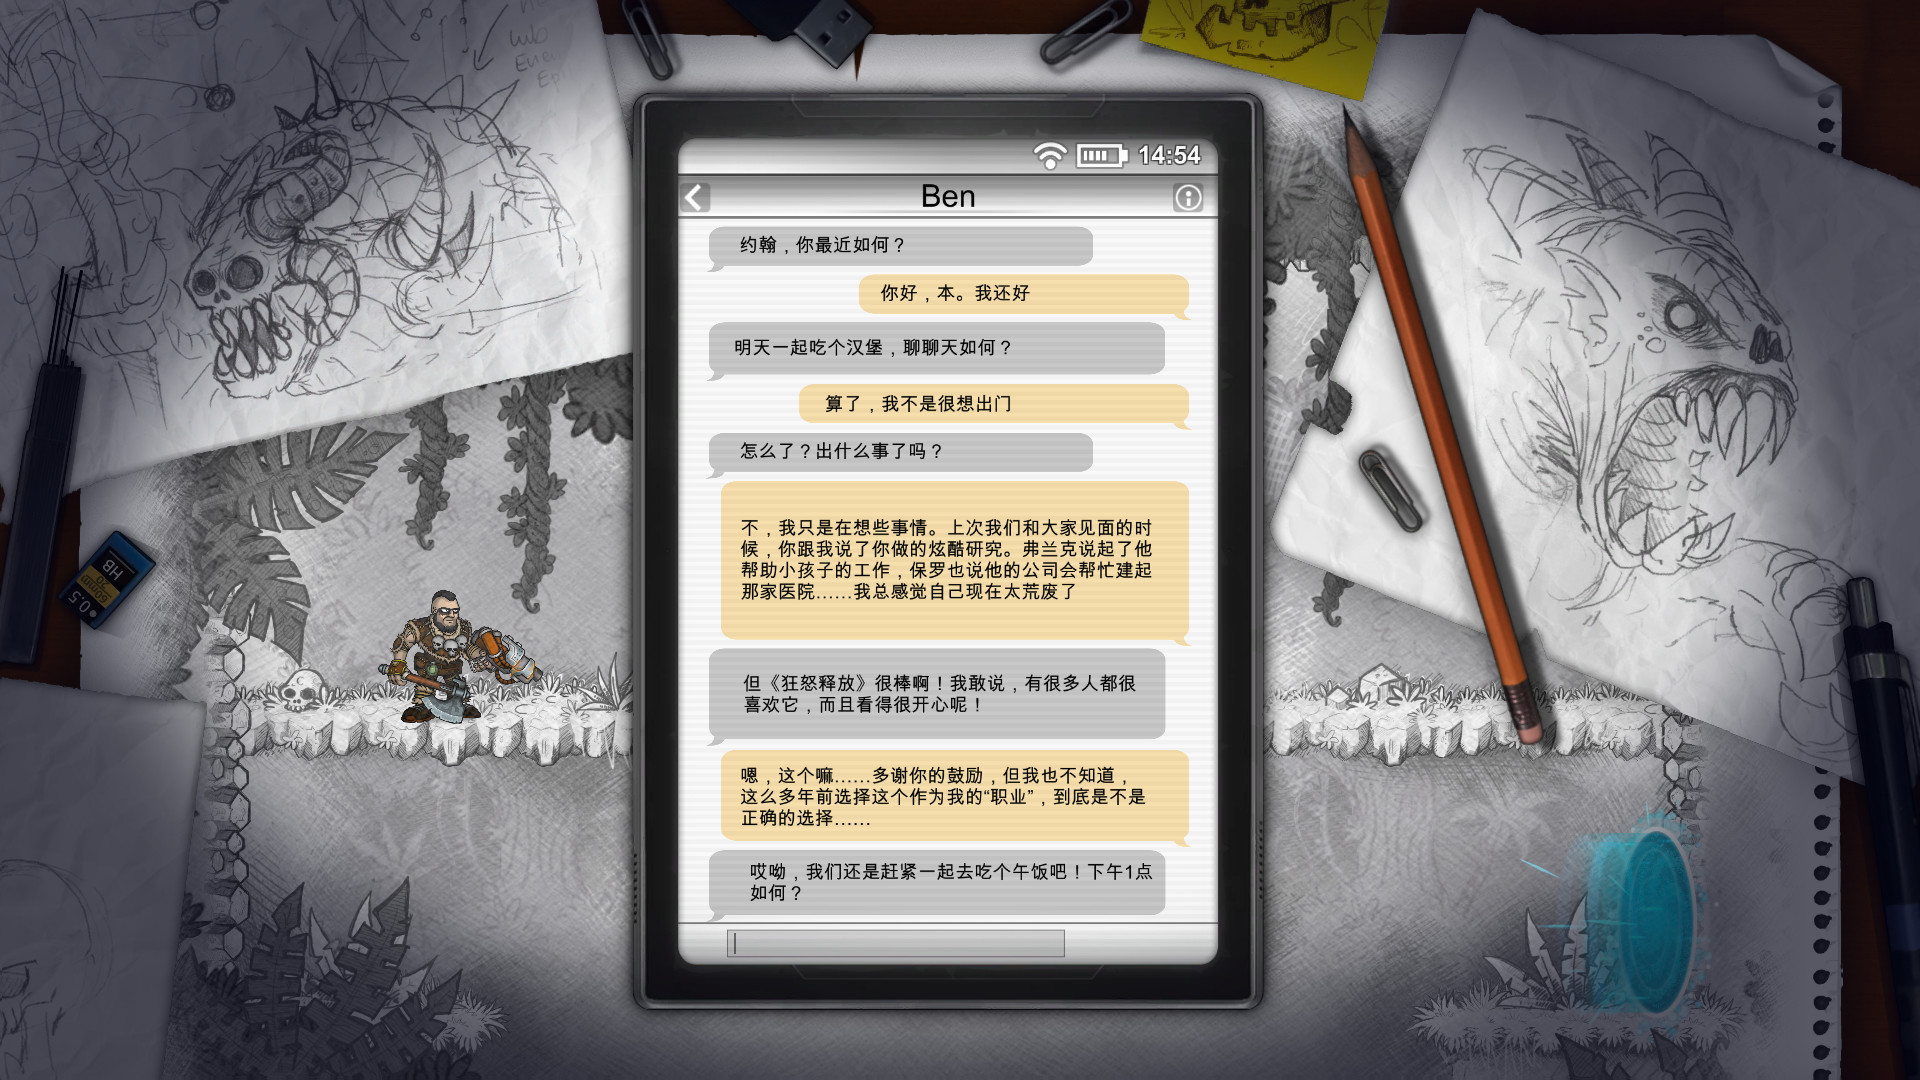 14:54
Ben
约翰，你最近如何？
你好，本。我还好
明天一起吃个汉堡，聊聊天如何？
算了，我不是很想出门
怎么了？出什么事了吗？
不，我只是在想些事情。上次我们和大家见面的时
候，你跟我说了你做的炫酷研究。弗兰克说起了他
帮助小孩子的工作，保罗也说他的公司会帮忙建起
那家医院……我总感觉自己现在太荒废了
但《狂怒释放》很棒啊！我敢说，有很多人都很
喜欢它，而且看得很开心呢！
嗯，这个嘛……多谢你的鼓励，但我也不知道，
这么多年前选择这个作为我的“职业”，到底是不是
正确的选择……
哎呦，我们还是赶紧一起去吃个午饭吧！下午1点
如何？
HB
60mm
20
0.5